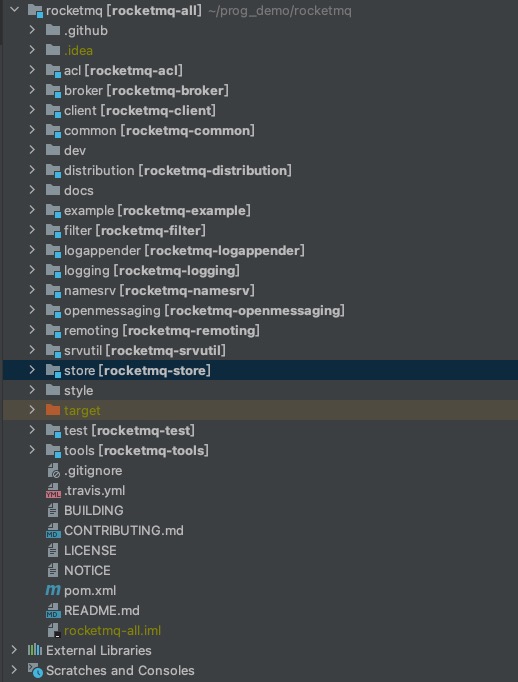 rocketmq [rocketmq-all] ~/prog_demo/rocketmq
.github
.idea
acl [rocketmq-acl]
broker [rocketmq-broker]
client [rocketmq-client]
common [rocketmq-common]
dev
distribution [rocketmq-distribution]
docs
example [rocketmq-example]
filter [rocketmq-filter]
logappender [rocketmq-logappender]
logging [rocketmq-logging]
namesrv [rocketmq-namesrv]
openmessaging [rocketmq-openmessaging]
remoting [rocketmq-remoting]
srvutil [rocketmq-srvutil]
store [rocketmq-store]
style
target
test [rocketmq-test]
tools [rocketmq-tools]
.gitignore
YML .travis.yml
BUILDING
MD CONTRIBUTING.md
LICENSE
NOTICE
m pom.xml
MD README.md
rocketmq-all.iml
External Libraries
Scratches and Consoles